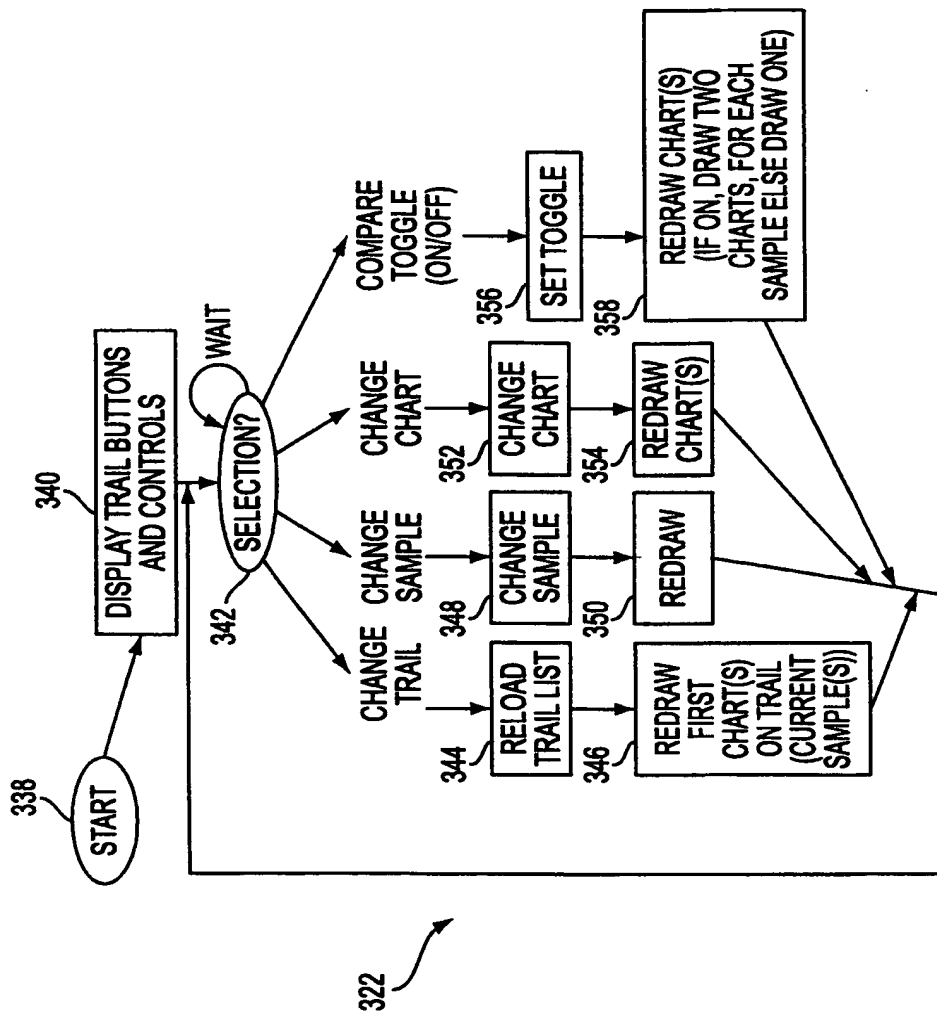 338
START
340
DISPLAY TRAIL BUTTONS
AND CONTROLS
342
SELECTION?
WAIT
CHANGE
TRAIL
CHANGE
SAMPLE
CHANGE
CHART
COMPARE
TOGGLE
(ON/OFF)
344
RELOAD
TRAIL LIST
348
CHANGE
SAMPLE
352
CHANGE
CHART
356
SET TOGGLE
346
REDRAW
FIRST
CHART(S)
ON TRAIL
(CURRENT
SAMPLE(S))
350
REDRAW
354
REDRAW
CHART(S)
358
REDRAW CHART(S)
(IF ON, DRAW TWO
CHARTS, FOR EACH
SAMPLE ELSE DRAW ONE)
322